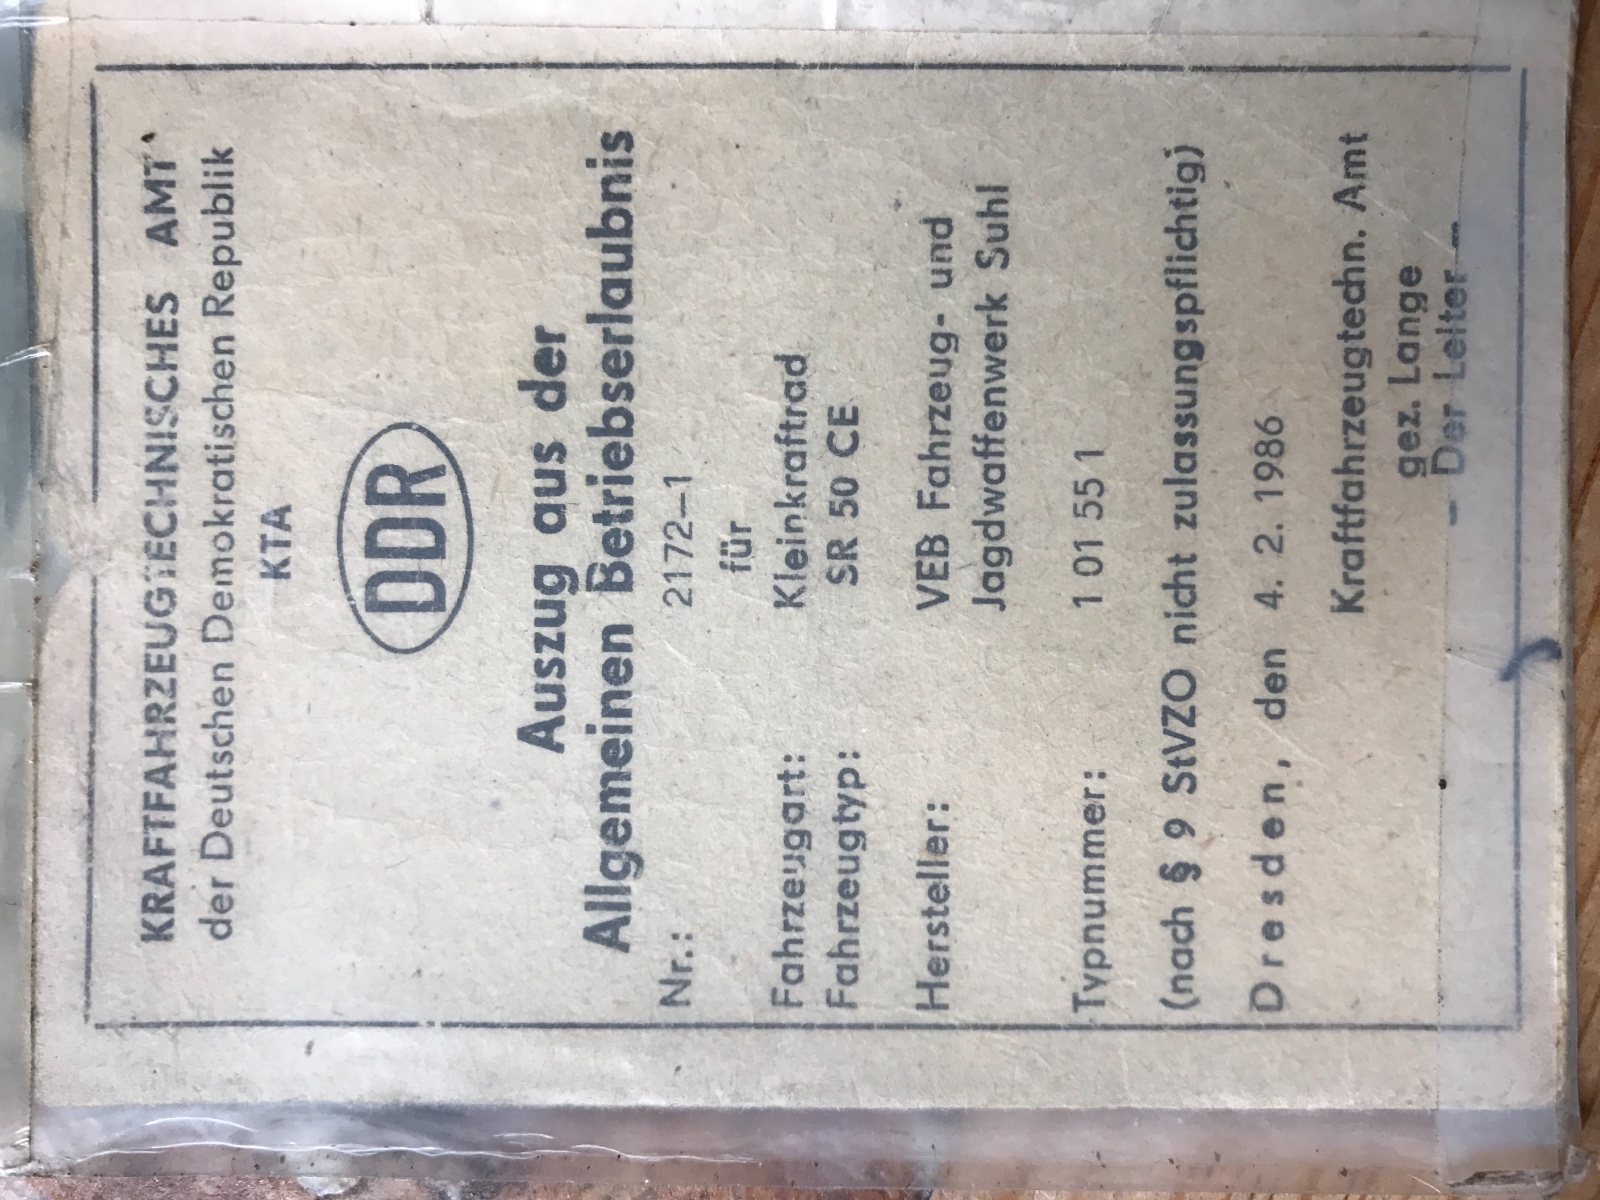 KRAFTFAHRZEUGTECHNISCHES AMT
der Deutschen Demokratischen Republik
KTA
DDR
Auszug aus der
Allgemeinen Betriebserlaubnis
Nr.: 2172–1
für
Fahrzeugart: Kleinkraftrad
Fahrzeugtyp: SR 50 CE
Hersteller: VEB Fahrzeug- und
Jagdwaffenwerk Suhl
Typnummer: 1 01 55 1
(nach § 9 StVZO nicht zulassungspflichtig)
Dresden, den 4. 2. 1986
Kraftfahrzeugtechn. Amt
gez. Lange
– Der Leiter –